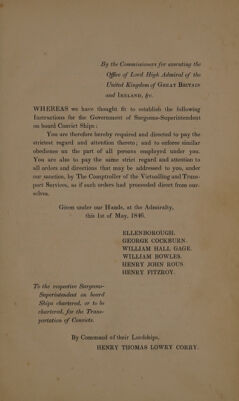 By the Commissioners for executing the
Office of Lord High Admiral of the
United Kingdom of GREAT BRITAIN
and IRELAND, &c.
WHEREAS we have thought fit to establish the following
Instructions for the Government of Surgeons-Superintendent
on board Convict Ships:
You are therefore hereby required and directed to pay the
strictest regard and attention thereto; and to enforce similar
obedience on the part of all persons employed under you.
You are also to pay the same strict regard and attention to
all orders and directions that may be addressed to you, under
our sanction, by The Comptroller of the Victualling and Trans-
port Services, as if such orders had proceeded direct from our-
selves.
Given under our Hands, at the Admiralty,
this 1st of May, 1846.
ELLENBOROUGH.
GEORGE COCKBURN.
WILLIAM HALL GAGE.
WILLIAM BOWLES.
HENRY JOHN ROUS.
HENRY FITZROY.
To the respective Surgeons-
Superintendent on board
Ships chartered, or to be
chartered, for the Trans-
portation of Convicts.
By Command of their Lordships,
HENRY THOMAS LOWRY CORRY.